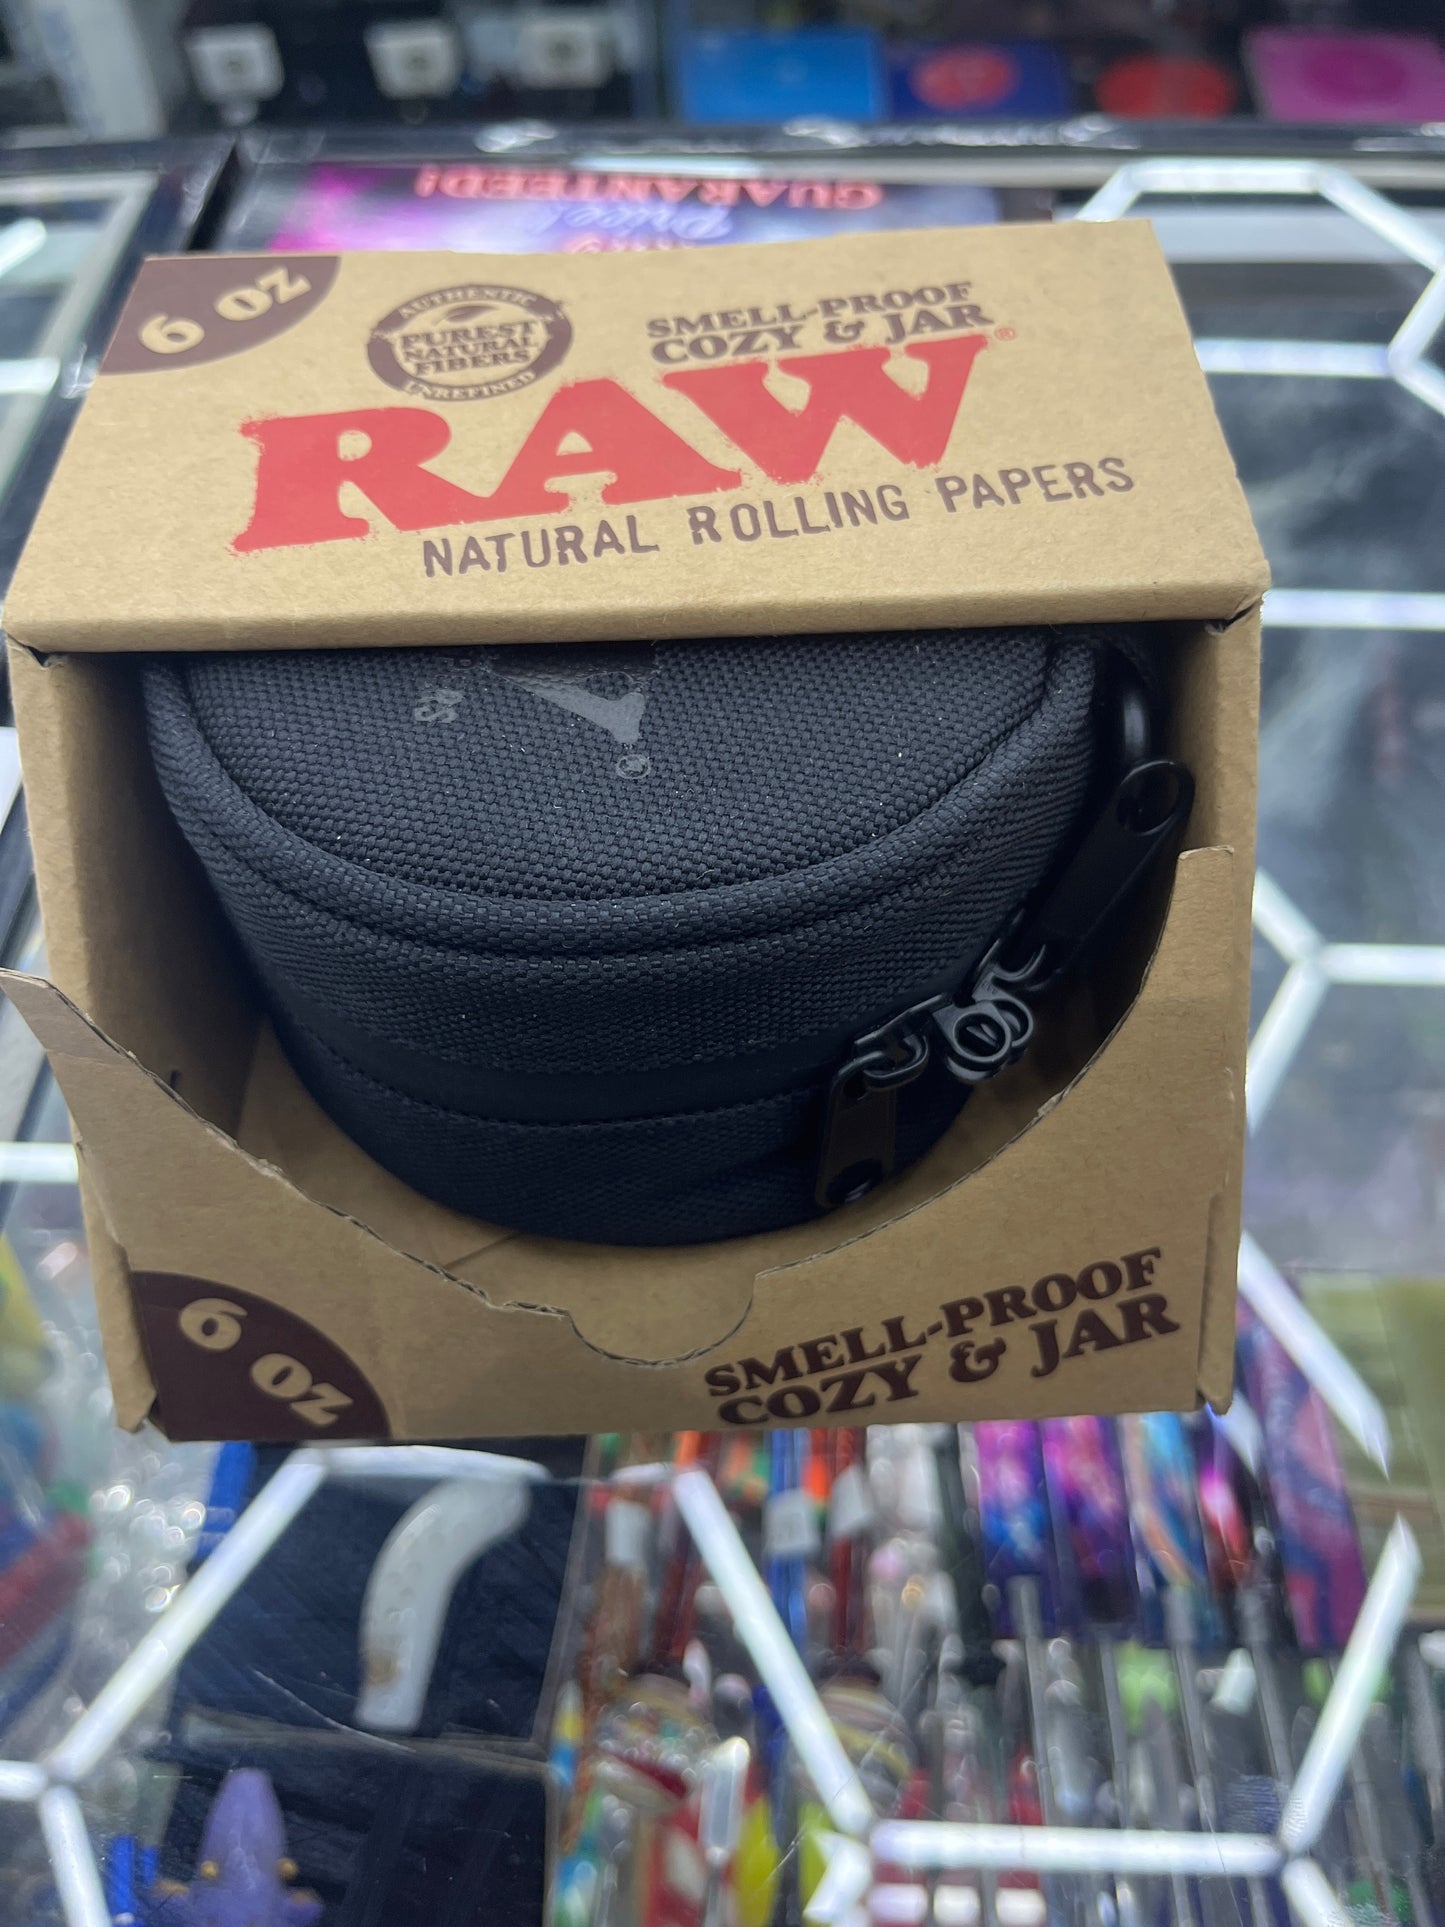 GUARANTEED!
Price!
6 OZ
AUTHENTIC
PUREST
NATURAL
FIBERS
UNREFINED
SMELL-PROOF
COZY & JAR
RAW®
NATURAL ROLLING PAPERS
6 OZ
SMELL-PROOF
COZY & JAR